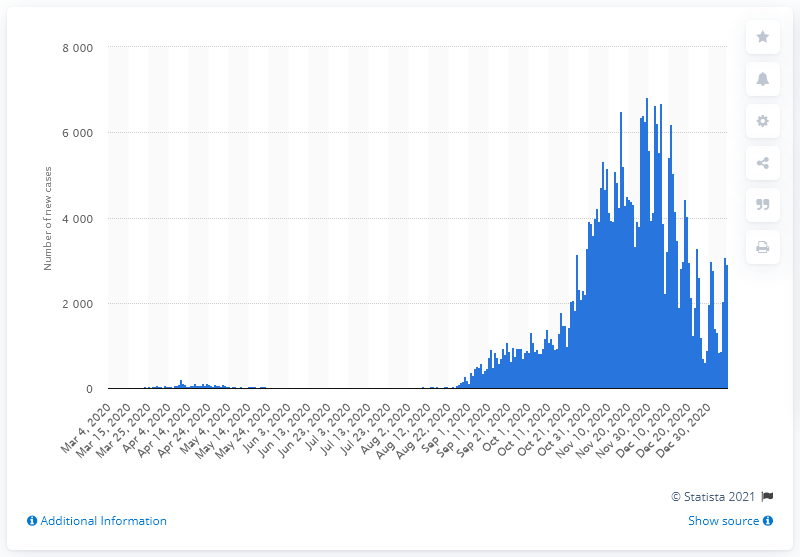 8 000
6 000
4 000
2 000
0
Number of new cases
Mar 4, 2020
Mar 15, 2020
Mar 25, 2020
Apr 4, 2020
Apr 14, 2020
Apr 24, 2020
May 4, 2020
May 14, 2020
May 24, 2020
Jun 3, 2020
Jun 13, 2020
Jun 23, 2020
Jul 3, 2020
Jul 13, 2020
Jul 23, 2020
Aug 2, 2020
Aug 12, 2020
Aug 22, 2020
Sep 1, 2020
Sep 11, 2020
Sep 21, 2020
Oct 1, 2020
Oct 11, 2020
Oct 21, 2020
Oct 31, 2020
Nov 10, 2020
Nov 20, 2020
Nov 30, 2020
Dec 10, 2020
Dec 20, 2020
Dec 30, 2020
© Statista 2021
Additional Information
Show source